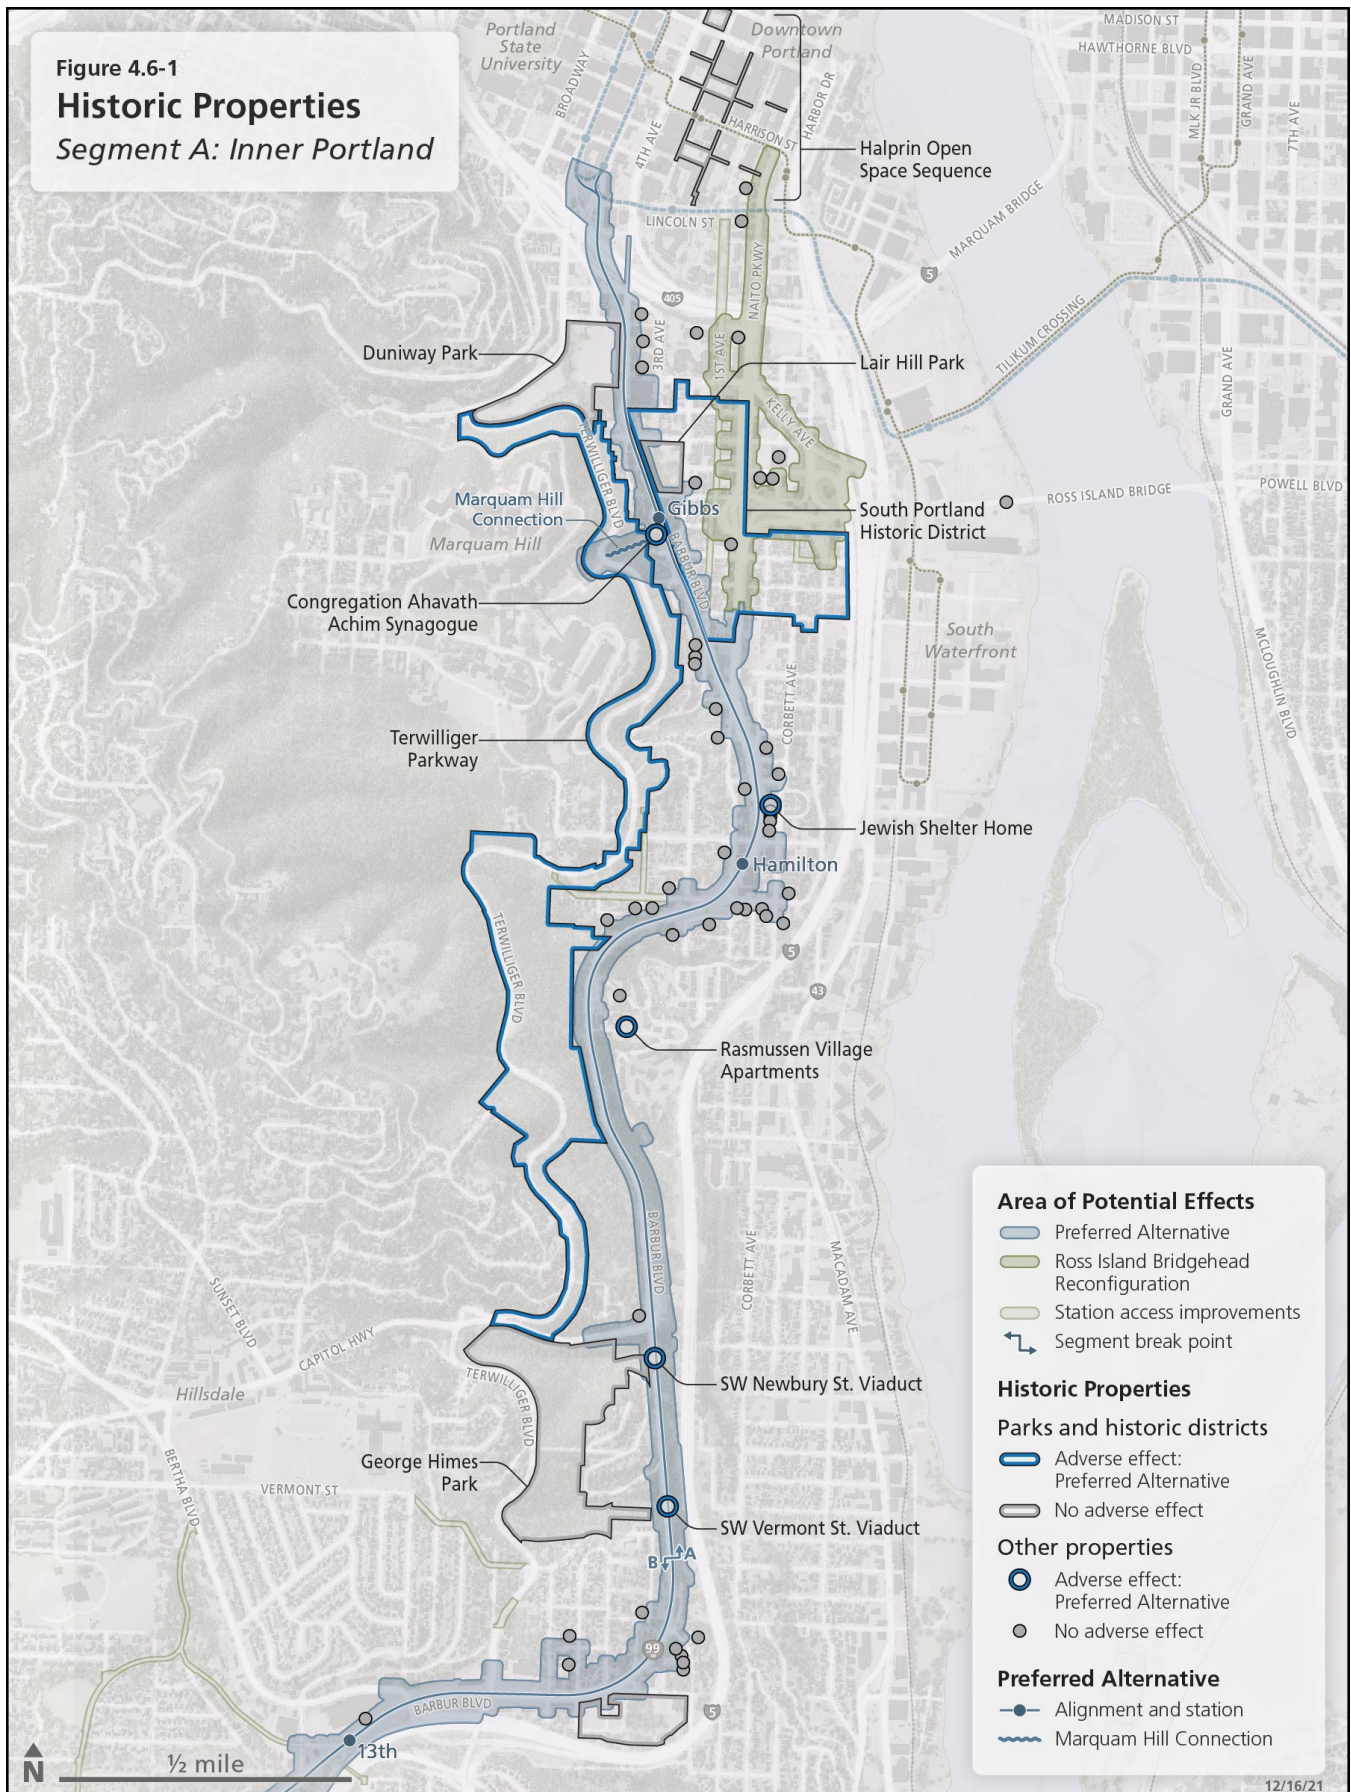 Figure 4.6-1
Historic Properties
Segment A: Inner Portland
Portland
State
University
Downtown
Portland
MADISON ST
HAWTHORNE BLVD
BROADWAY
4TH AVE
HARBOR DR
HARRISON ST
MLK JR BLVD
GRAND AVE
7TH AVE
Halprin Open
Space Sequence
LINCOLN ST
MARQUAM BRIDGE
5
405
NAITO PKWY
3RD AVE
1ST AVE
TILIKUM CROSSING
GRAND AVE
Duniway Park
Lair Hill Park
KELLY AVE
TERWILLIGER BLVD
Marquam Hill
Connection
Marquam Hill
Gibbs
South Portland
Historic District
ROSS ISLAND BRIDGE
POWELL BLVD
BARBUR BLVD
Congregation Ahavath
Achim Synagogue
South
Waterfront
MCLOUGHLIN BLVD
CORBETT AVE
Terwilliger
Parkway
Jewish Shelter Home
Hamilton
TERWILLIGER BLVD
5
43
Rasmussen Village
Apartments
BARBUR BLVD
CORBETT AVE
MACADAM AVE
SUNSET BLVD
CAPITOL HWY
Hillsdale
TERWILLIGER BLVD
SW Newbury St. Viaduct
George Himes
Park
BERTHA BLVD
VERMONT ST
SW Vermont St. Viaduct
B
A
99
W
BARBUR BLVD
5
13th
½ mile
N
Area of Potential Effects
Preferred Alternative
Ross Island Bridgehead
Reconfiguration
Station access improvements
Segment break point
Historic Properties
Parks and historic districts
Adverse effect:
Preferred Alternative
No adverse effect
Other properties
Adverse effect:
Preferred Alternative
No adverse effect
Preferred Alternative
Alignment and station
Marquam Hill Connection
12/16/21